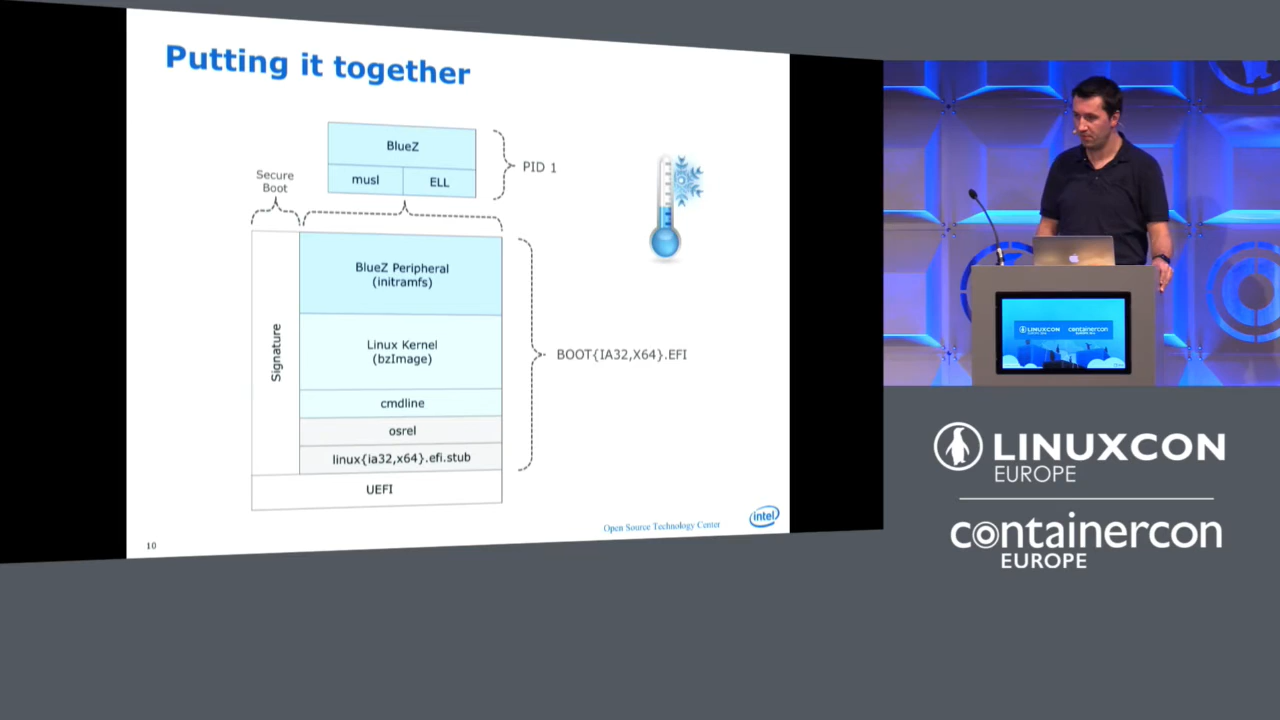 Putting it together
BlueZ
musl
ELL
PID 1
Secure
Boot
Signature
BlueZ Peripheral
(initramfs)
Linux Kernel
(bzImage)
cmdline
osrel
linux{ia32,x64}.efi.stub
UEFI
BOOT{IA32,X64}.EFI
Open Source Technology Center
intel
10
LINUXCON
containercon
LINUXCON
EUROPE
containercon
EUROPE